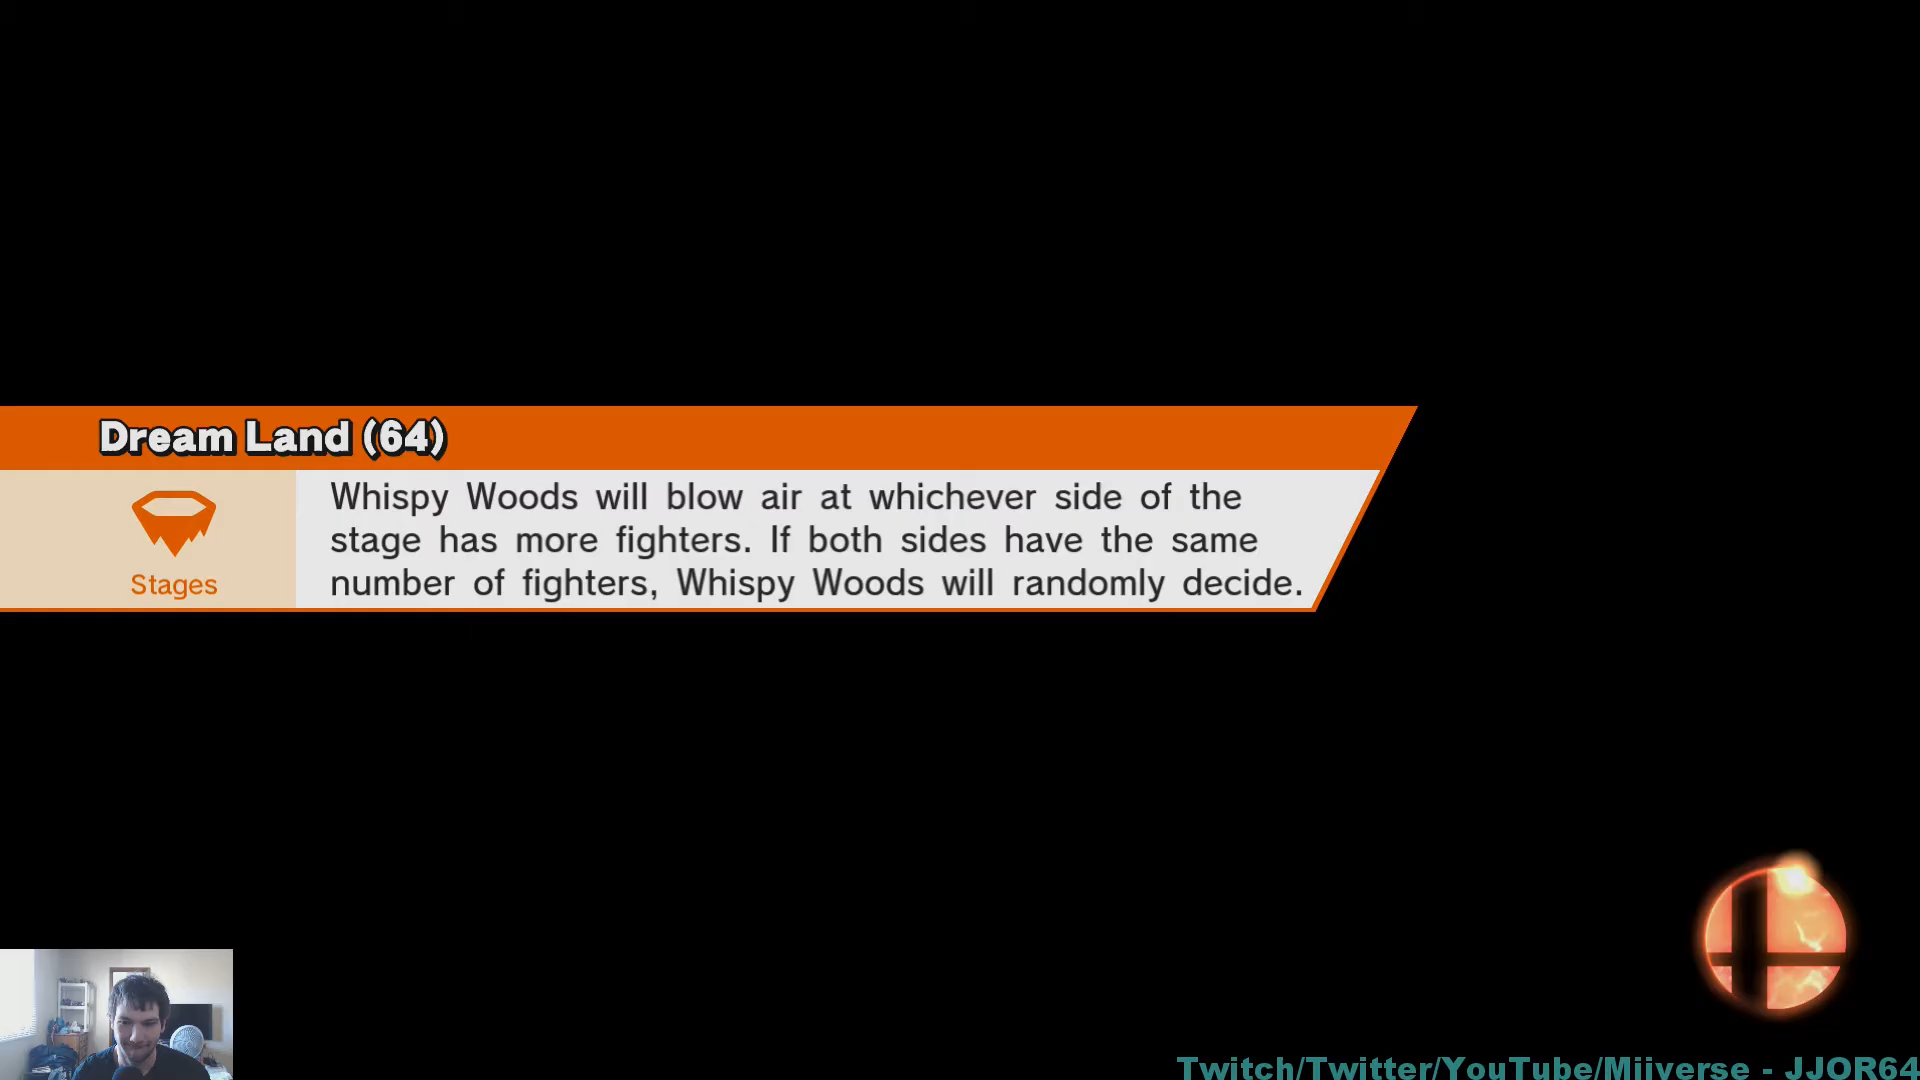 Dream Land (64)
Whispy Woods will blow air at whichever side of the
stage has more fighters. If both sides have the same
number of fighters, Whispy Woods will randomly decide.
Stages
Twitch/Twitter/YouTube/Miiverse - JJOR64